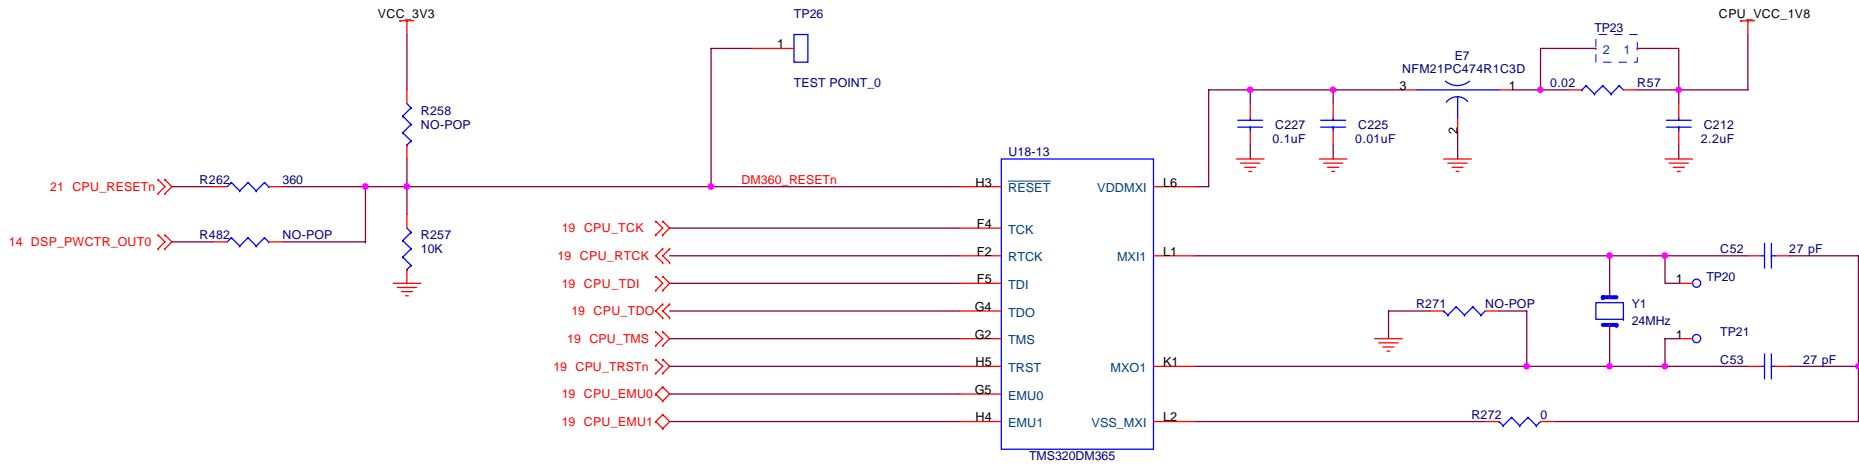 VCC_3V3
TP26
CPU_VCC_1V8
TP23
1
2 1
E7
NFM21PC474R1C3D
TEST POINT_0
3
1
0.02
R57
R258
NO-POP
2
C227
0.1uF
C225
0.01uF
C212
2.2uF
U18-13
21 CPU_RESETn
R262
360
DM360_RESETn
H3
RESET
VDDMXI
L6
14 DSP_PWCTR_OUT0
R482
NO-POP
R257
10K
19 CPU_TCK
F4
TCK
19 CPU_RTCK
F2
RTCK
MXI1
L1
C52
27 pF
19 CPU_TDI
F5
TDI
1
TP20
19 CPU_TDO
G4
TDO
R271
NO-POP
Y1
24MHz
19 CPU_TMS
G2
TMS
1
TP21
19 CPU_TRSTn
H5
TRST
MXO1
K1
C53
27 pF
19 CPU_EMU0
G5
EMU0
19 CPU_EMU1
H4
EMU1
VSS_MXI
L2
R272
0
TMS320DM365